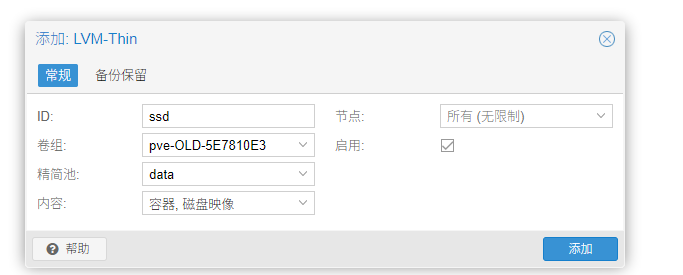 添加: LVM-Thin
常规 备份保留
ID: ssd 节点: 所有 (无限制)
卷组: pve-OLD-5E7810E3 启用:
精简池: data
内容: 容器, 磁盘映像
帮助 添加